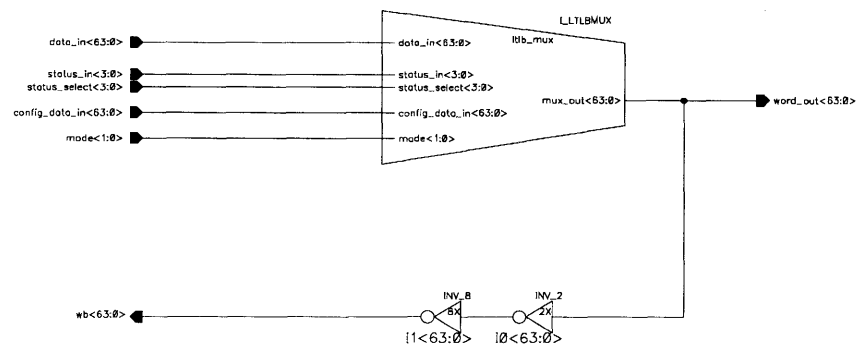 I_LTLBMUX
data_in<63:0>
data_in<63:0>
ltlb_mux
status_in<3:0>
status_in<3:0>
status_select<3:0>
status_select<3:0>
mux_out<63:0>
word_out<63:0>
config_data_in<63:0>
config_data_in<63:0>
mode<1:0>
mode<1:0>
INV_8
INV_2
wb<63:0>
8X
2X
i1<63:0>
i0<63:0>